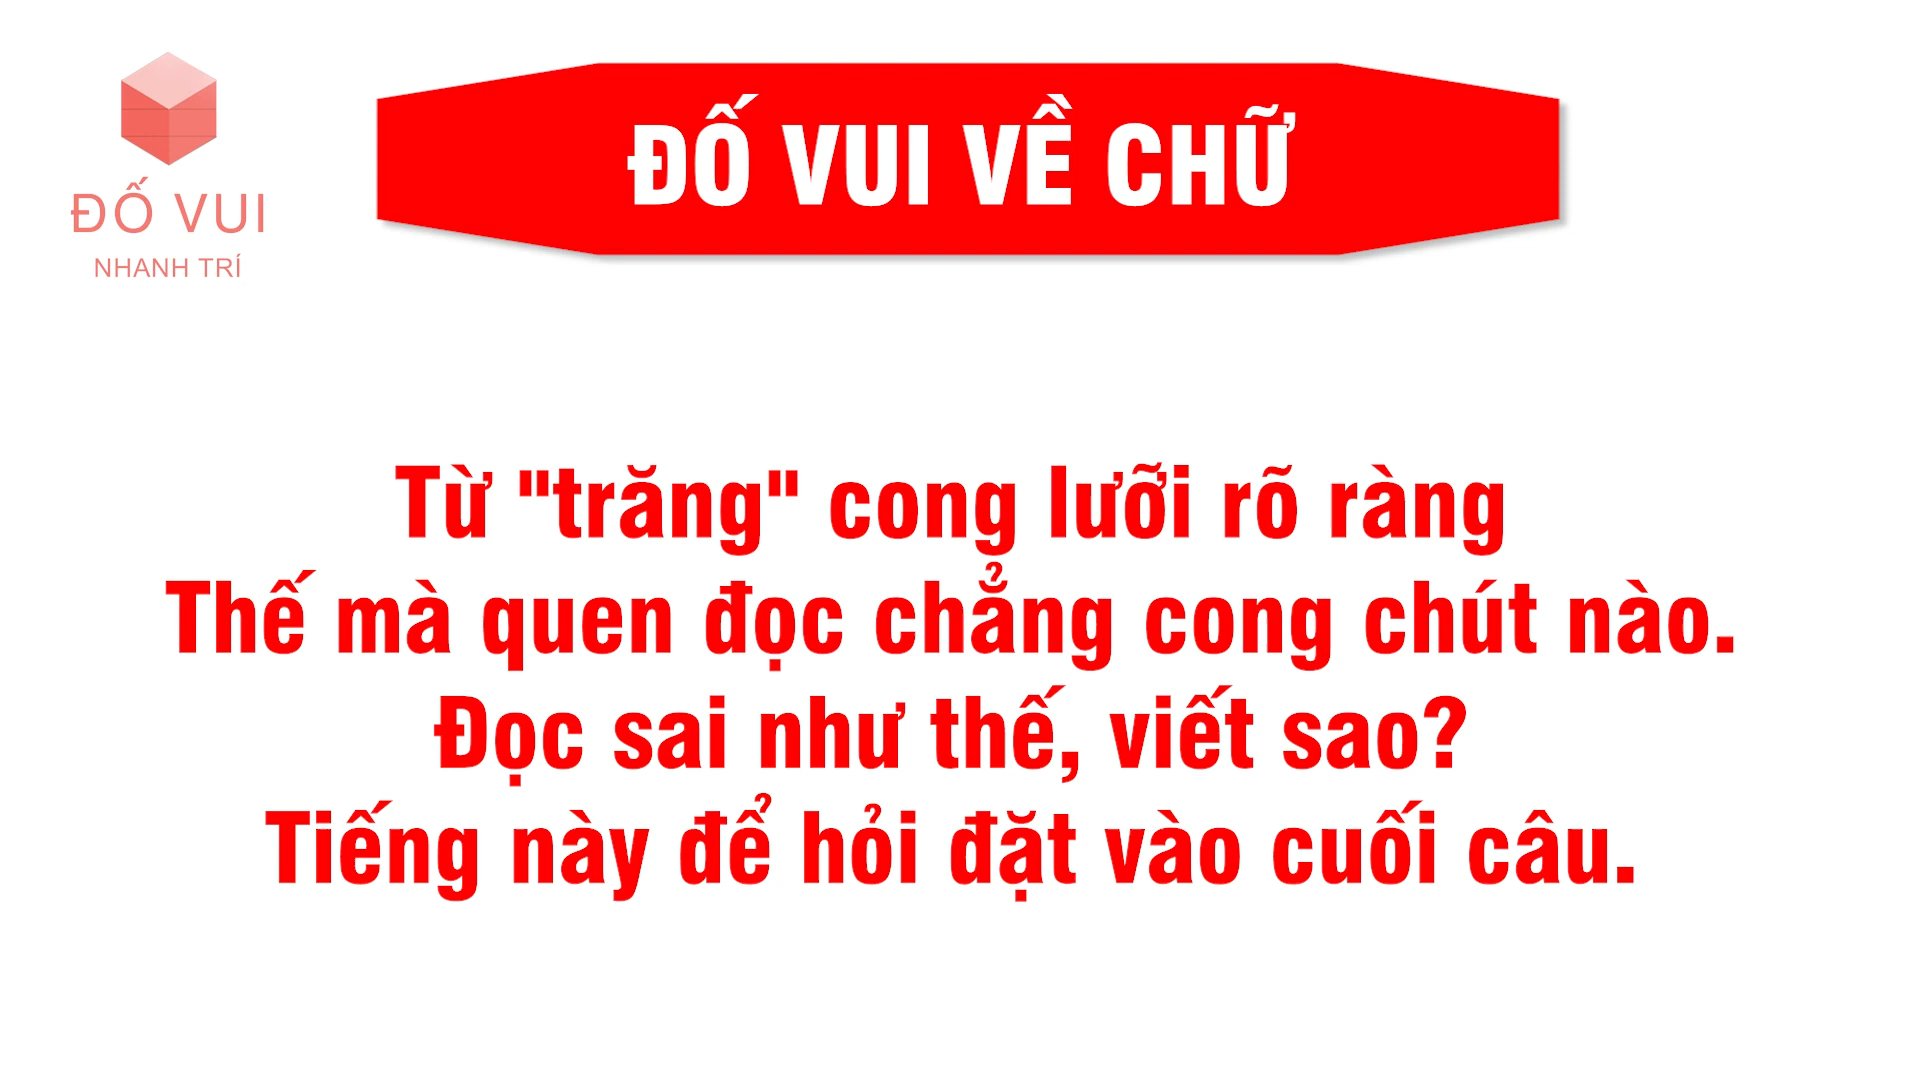 ĐỐ VUI
NHANH TRÍ
ĐỐ VUI VỀ CHỮ
Từ "trăng" cong lưỡi rõ ràng
Thế mà quen đọc chẳng cong chút nào.
Đọc sai như thế, viết sao?
Tiếng này để hỏi đặt vào cuối câu.